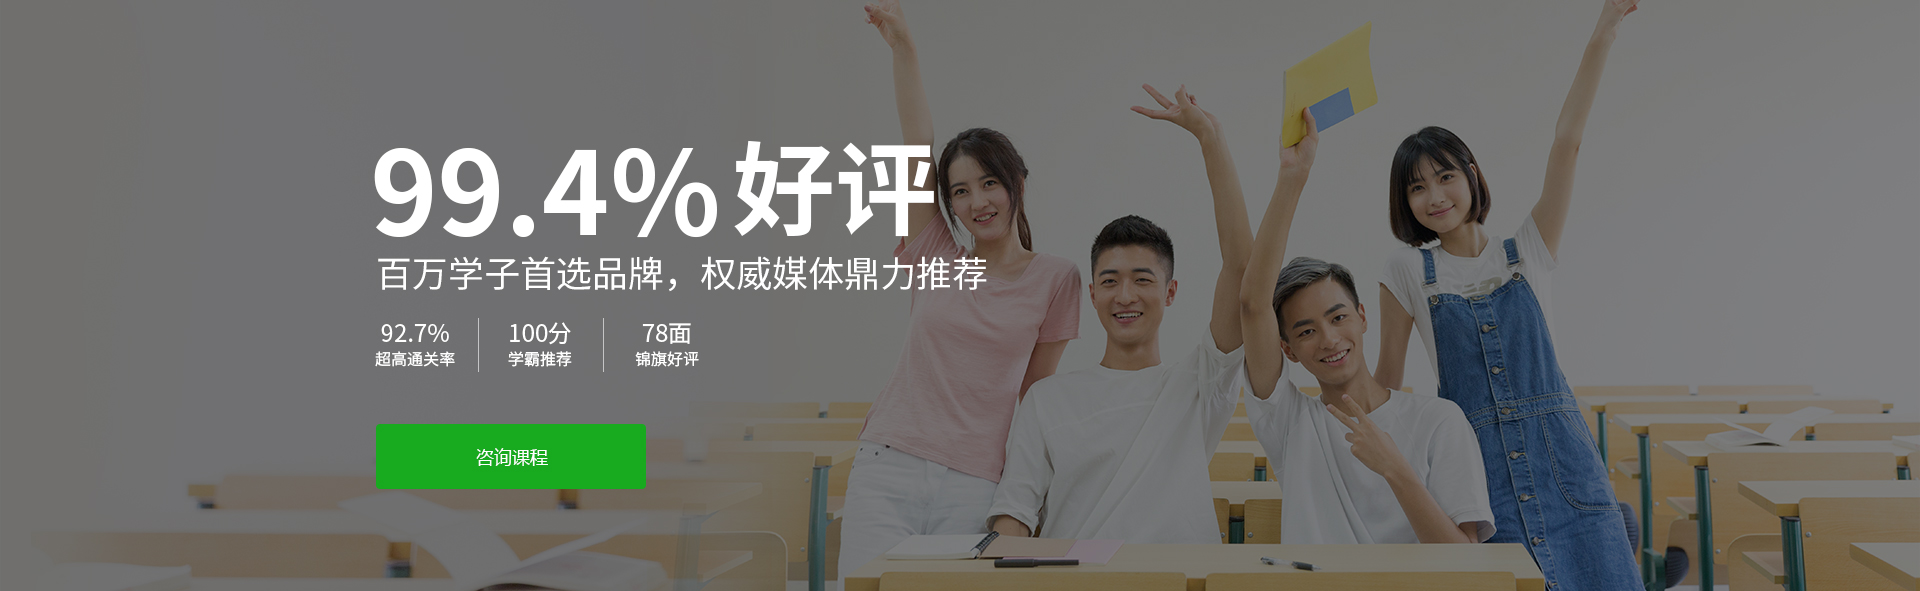 99.4%好评
百万学子首选品牌，权威媒体鼎力推荐
92.7% 100分 78面
超高通关率 学霸推荐 锦旗好评
咨询课程